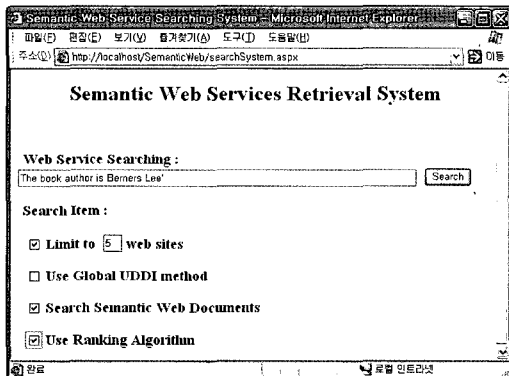 Semantic Web Service Searching System - Microsoft Internet Explorer
파일(F) 편집(E) 보기(V) 즐겨찾기(A) 도구(T) 도움말(H)
주소(D) http://localhost/SemanticWeb/searchSystem.aspx 이동
Semantic Web Services Retrieval System
Web Service Searching :
The book author is Berners Lee' Search
Search Item :
Limit to 5 web sites
Use Global UDDI method
Search Semantic Web Documents
Use Ranking Algorithm
완료 로컬 인트라넷